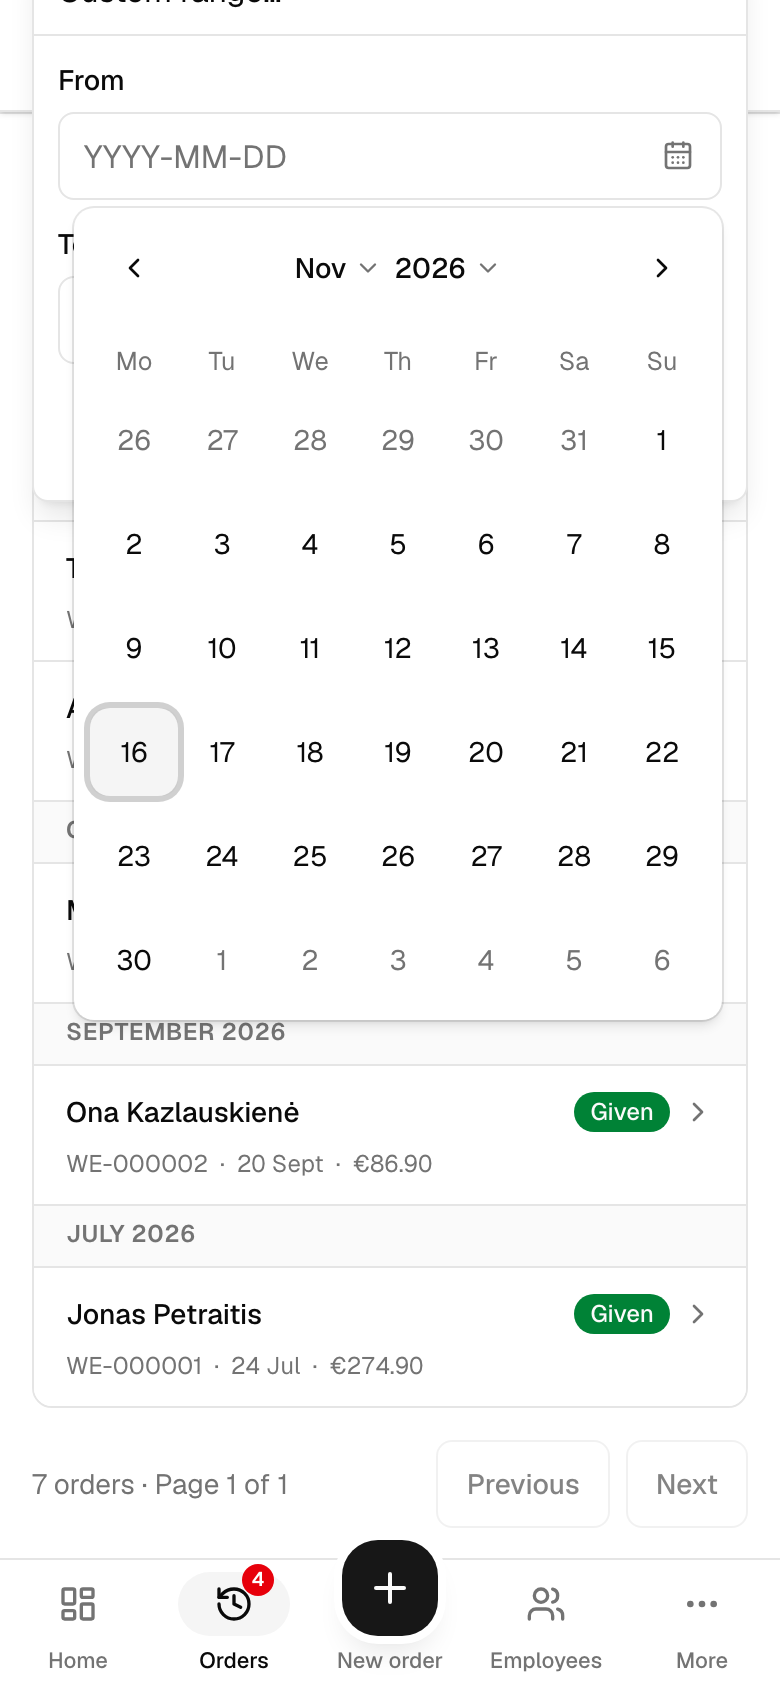 Custom range...
From
YYYY-MM-DD
Nov 2026
Mo Tu We Th Fr Sa Su
26 27 28 29 30 31 1
2 3 4 5 6 7 8
9 10 11 12 13 14 15
16 17 18 19 20 21 22
23 24 25 26 27 28 29
30 1 2 3 4 5 6
SEPTEMBER 2026
Ona Kazlauskienė Given
WE-000002 · 20 Sept · €86.90
JULY 2026
Jonas Petraitis Given
WE-000001 · 24 Jul · €274.90
7 orders · Page 1 of 1 Previous Next
4
Home Orders New order Employees More